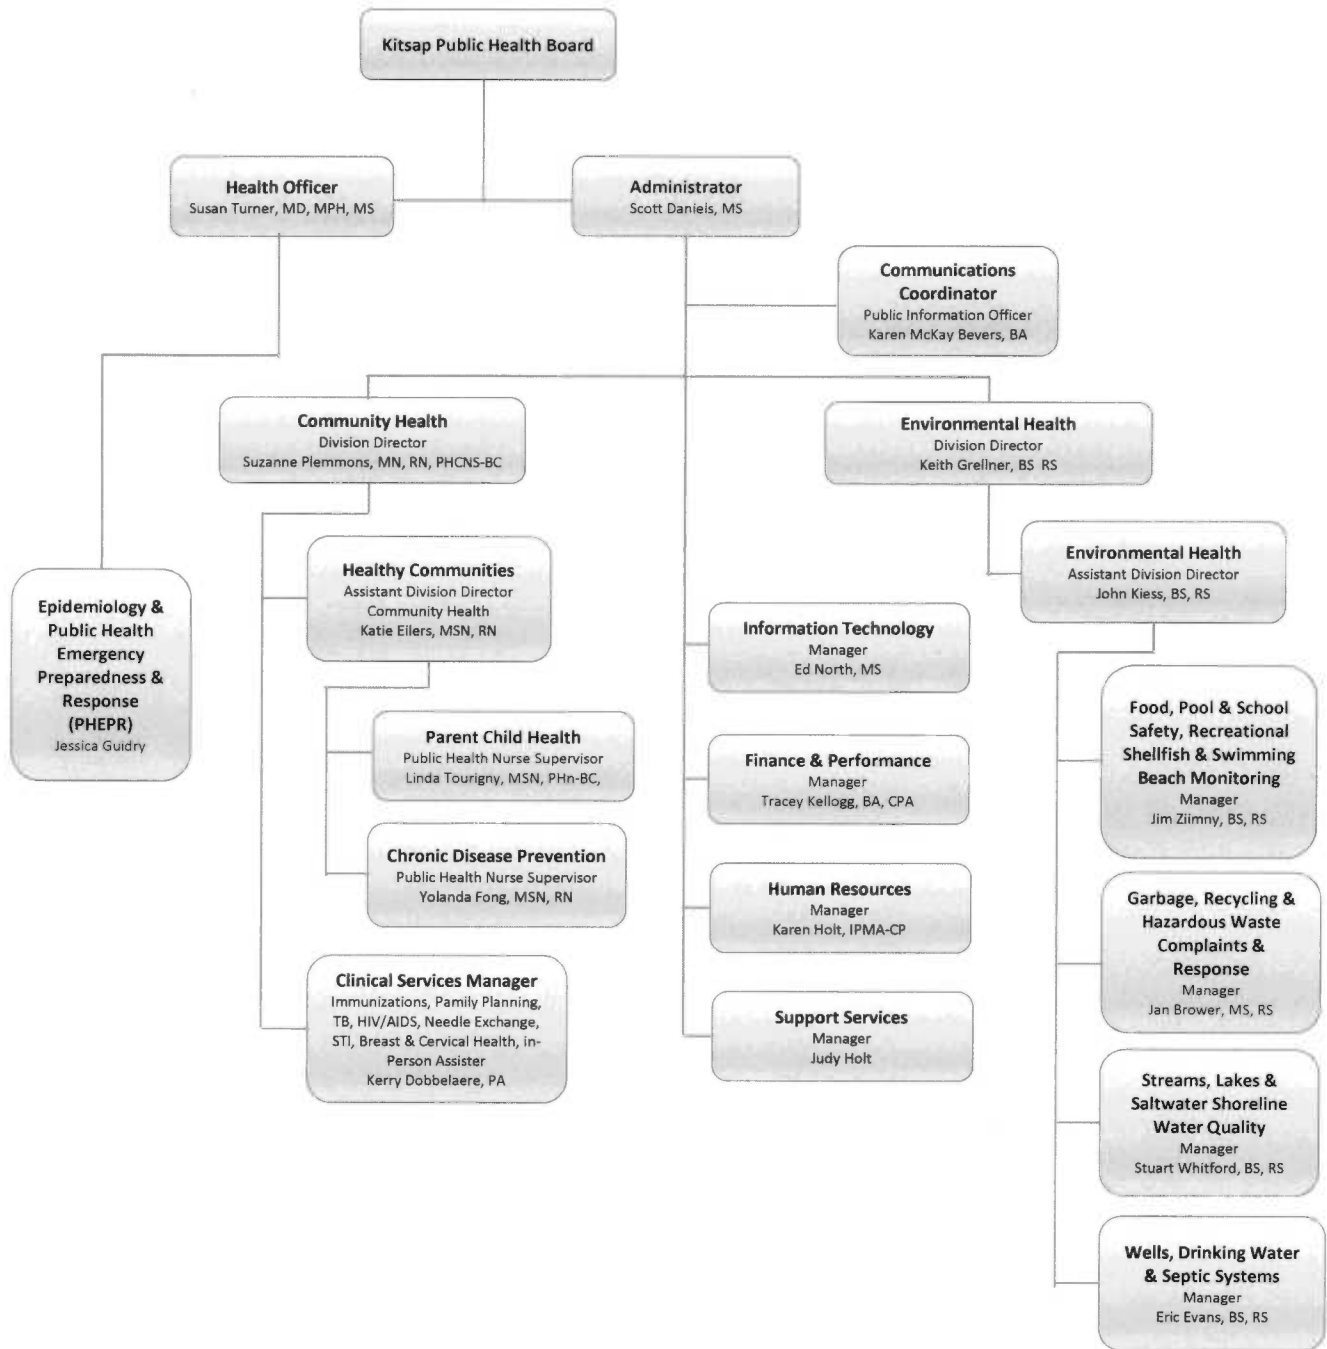 Kitsap Public Health Board
Health Officer
Susan Turner, MD, MPH, MS
Administrator
Scott Daniels, MS
Communications
Coordinator
Public Information Officer
Karen McKay Bevers, BA
Community Health
Division Director
Suzanne Plemmons, MN, RN, PHCNS-BC
Environmental Health
Division Director
Keith Grellner, BS RS
Healthy Communities
Assistant Division Director
Community Health
Katie Eilers, MSN, RN
Environmental Health
Assistant Division Director
John Kiess, BS, RS
Epidemiology &
Public Health
Emergency
Preparedness &
Response
(PHEPR)
Jessica Guidry
Parent Child Health
Public Health Nurse Supervisor
Linda Tourigny, MSN, PHn-BC,
Chronic Disease Prevention
Public Health Nurse Supervisor
Yolanda Fong, MSN, RN
Clinical Services Manager
Immunizations, Pamily Planning,
TB, HIV/AIDS, Needle Exchange,
STI, Breast & Cervical Health, in-
Person Assister
Kerry Dobbelaere, PA
Information Technology
Manager
Ed North, MS
Finance & Performance
Manager
Tracey Kellogg, BA, CPA
Human Resources
Manager
Karen Holt, IPMA-CP
Support Services
Manager
Judy Holt
Food, Pool & School
Safety, Recreational
Shellfish & Swimming
Beach Monitoring
Manager
Jim Ziimny, BS, RS
Garbage, Recycling &
Hazardous Waste
Complaints &
Response
Manager
Jan Brower, MS, RS
Streams, Lakes &
Saltwater Shoreline
Water Quality
Manager
Stuart Whitford, BS, RS
Wells, Drinking Water
& Septic Systems
Manager
Eric Evans, BS, RS